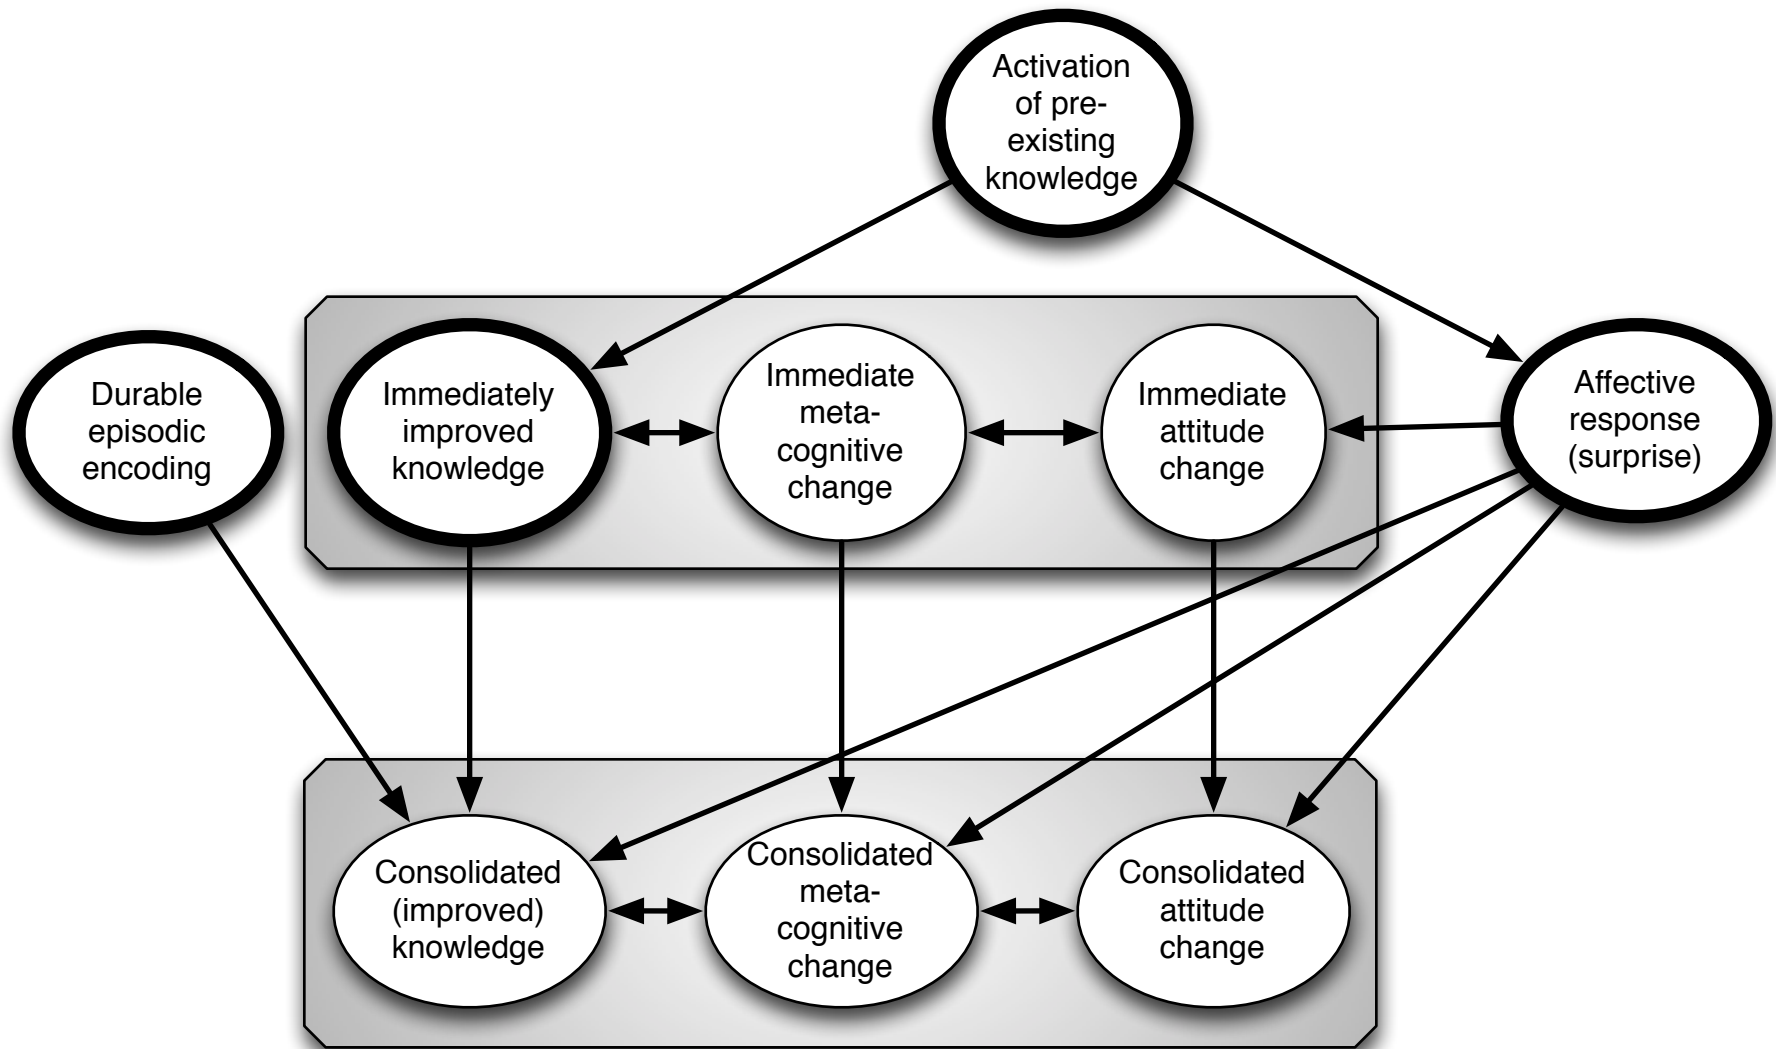 Activation
of pre-
existing
knowledge
Durable
episodic
encoding
Immediately
improved
knowledge
Immediate
meta-
cognitive
change
Immediate
attitude
change
Affective
response
(surprise)
Consolidated
(improved)
knowledge
Consolidated
meta-
cognitive
change
Consolidated
attitude
change